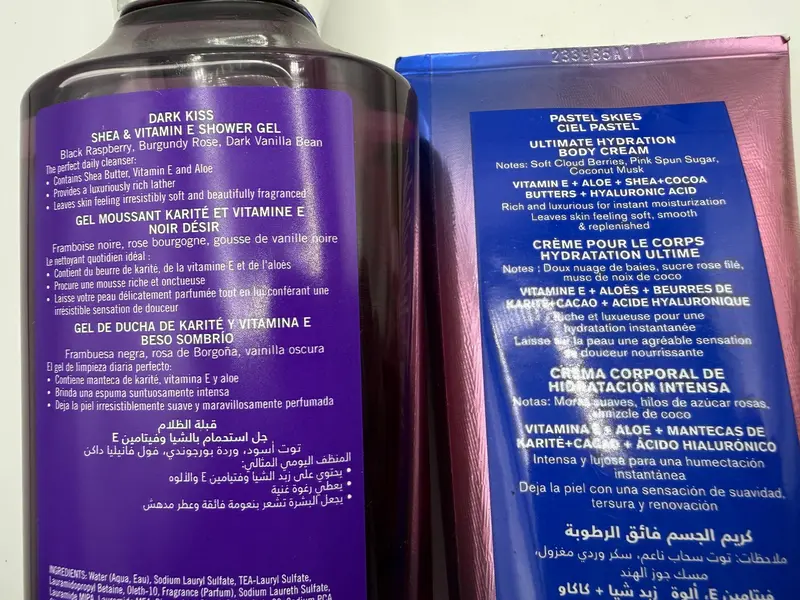 DARK KISS
SHEA & VITAMIN E SHOWER GEL
Black Raspberry, Burgundy Rose, Dark Vanilla Bean
The perfect daily cleanser:
• Contains Shea Butter, Vitamin E and Aloe
• Provides a luxuriously rich lather
• Leaves skin feeling irresistibly soft and beautifully fragranced
GEL MOUSSANT KARITÉ ET VITAMINE E
NOIR DÉSIR
Framboise noire, rose bourgogne, gousse de vanille noire
Le nettoyant quotidien idéal :
• Contient du beurre de karité, de la vitamine E et de l'aloès
• Procure une mousse riche et onctueuse
• Laisse votre peau délicatement parfumée tout en lui conférant une
irrésistible sensation de douceur
GEL DE DUCHA DE KARITÉ Y VITAMINA E
BESO SOMBRÍO
Frambuesa negra, rosa de Borgoña, vainilla oscura
El gel de limpieza diaria perfecto:
• Contiene manteca de karité, vitamina E y aloe
• Brinda una espuma suntuosamente intensa
• Deja la piel irresistiblemente suave y maravillosamente perfumada
قبلة الظلام
جل استحمام بالشيا وفيتامين E
توت أسود، وردة بورجوندي، فول فانيليا داكن
المنظف اليومي المثالي:
• يحتوي على زبد الشيا وفيتامين E والألوه
• يعطي رغوة غنية
• يجعل البشرة تشعر بنعومة فائقة وعطر مدهش
INGREDIENTS: Water (Aqua, Eau), Sodium Lauryl Sulfate, TEA-Lauryl Sulfate,
Lauramidopropyl Betaine, Oleth-10, Fragrance (Parfum), Sodium Laureth Sulfate,
233986A7
PASTEL SKIES
CIEL PASTEL
ULTIMATE HYDRATION
BODY CREAM
Notes: Soft Cloud Berries, Pink Spun Sugar,
Coconut Musk
VITAMIN E + ALOE + SHEA+COCOA
BUTTERS + HYALURONIC ACID
Rich and luxurious for instant moisturization
Leaves skin feeling soft, smooth
& replenished
CRÈME POUR LE CORPS
HYDRATATION ULTIME
Notes : Doux nuage de baies, sucre rose filé,
musc de noix de coco
VITAMINE E + ALOÈS + BEURRES DE
KARITÉ+CACAO + ACIDE HYALURONIQUE
Riche et luxueuse pour une
hydratation instantanée
Laisse sur la peau une agréable sensation
de douceur nourrissante
CREMA CORPORAL DE
HIDRATACIÓN INTENSA
Notas: Moras suaves, hilos de azúcar rosas,
almizcle de coco
VITAMINA E + ALOE + MANTECAS DE
KARITÉ+CACAO + ÁCIDO HIALURÓNICO
Intensa y lujosa para una humectación
instantánea
Deja la piel con una sensación de suavidad,
tersura y renovación
كريم الجسم فائق الرطوبة
ملاحظات: توت سحاب ناعم، سكر وردي مغزول،
مسك جوز الهند
فيتامين E، ألوة، زبد شيا + كاكاو